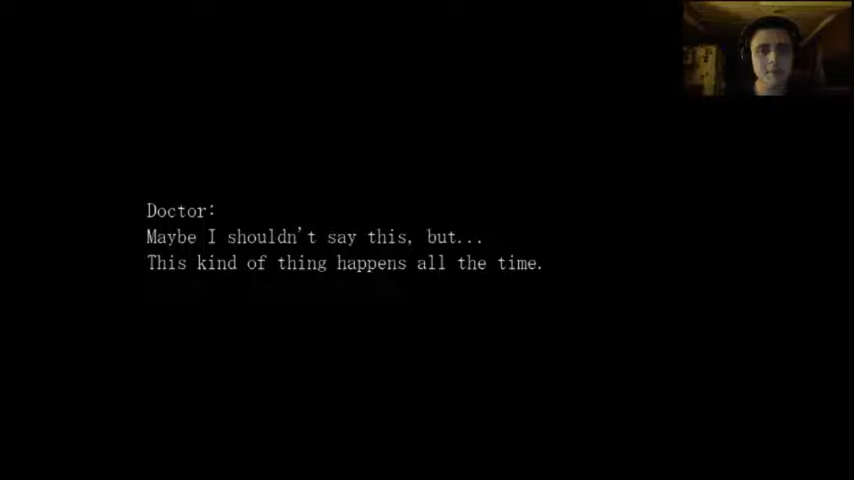 Doctor:
Maybe I shouldn't say this, but...
This kind of thing happens all the time.